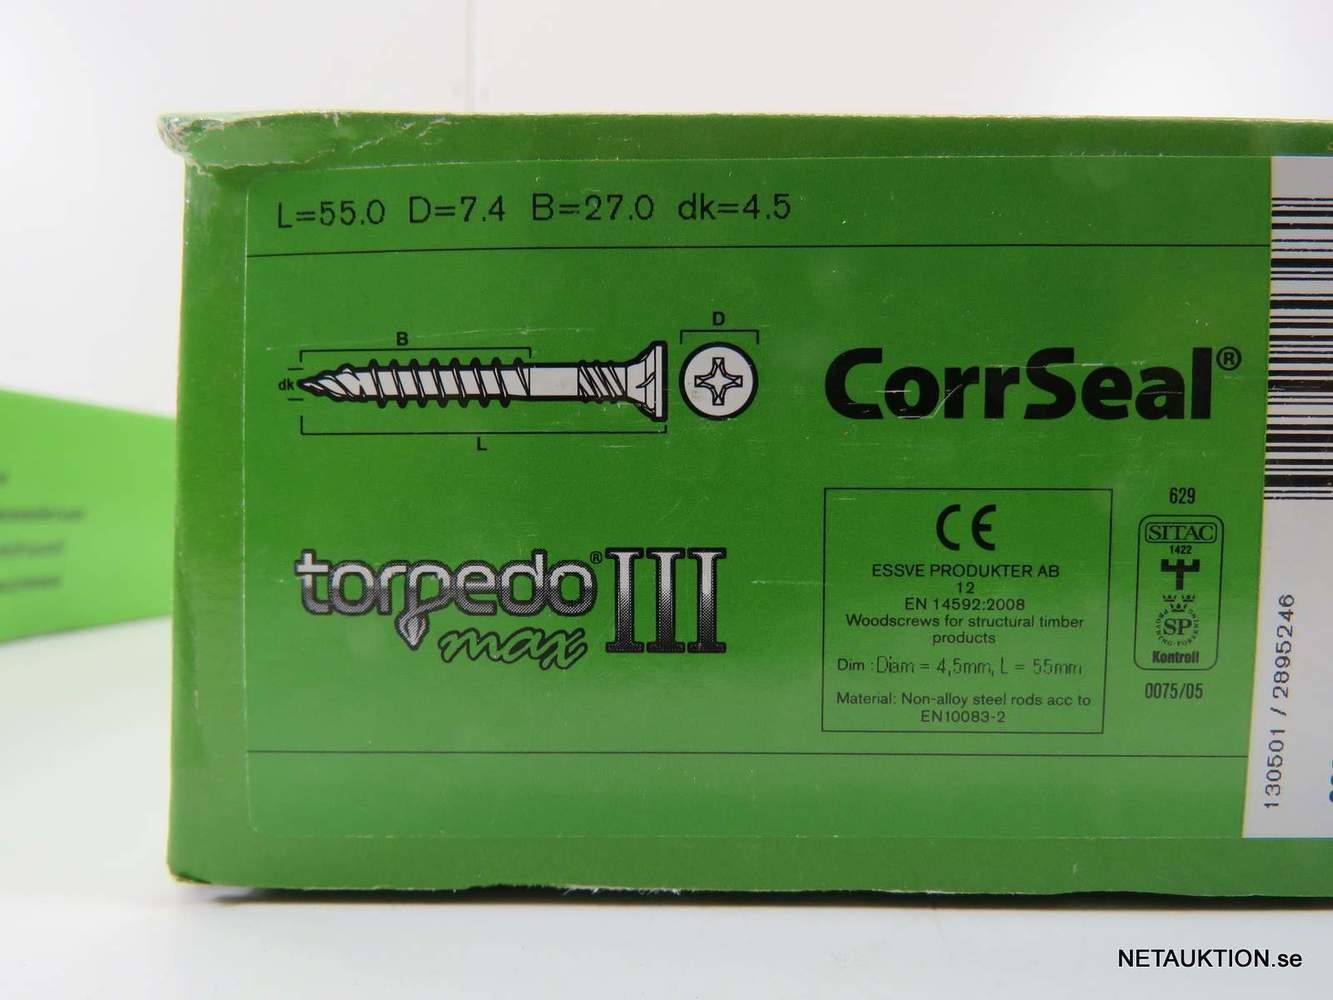 L=55.0 D=7.4 B=27.0 dk=4.5
B
D
dk
L
CorrSeal®
torpedo®III
max
CE
ESSVE PRODUKTER AB
12
EN 14592:2008
Woodscrews for structural timber
products
Dim : Diam = 4,5mm, L = 55mm
Material: Non-alloy steel rods acc to
EN10083-2
629
SITAC
1422
SP
Kontroll
0075/05
130501 / 2895246
NETAUKTION.se